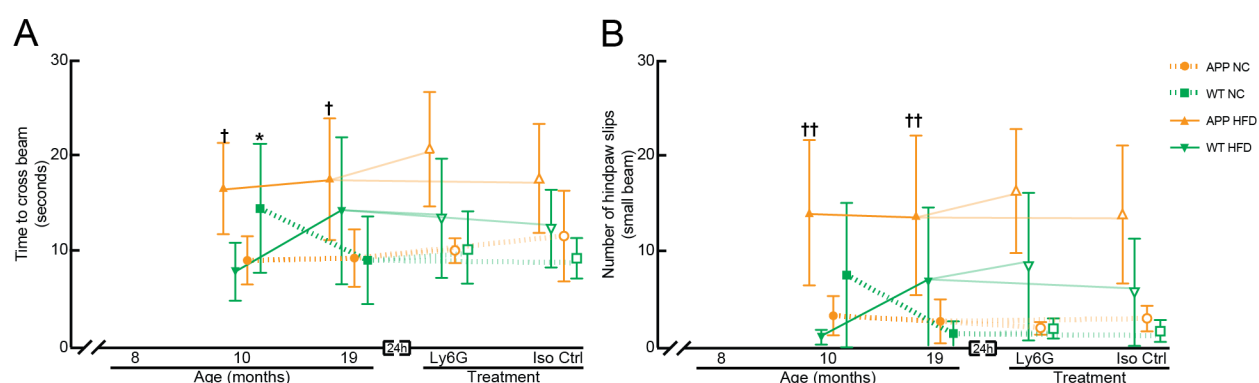 A
Time to cross beam
(seconds)
30
20
10
0
†
*
†
8
10
19
24h
Ly6G
Iso Ctrl
Age (months)
Treatment
B
Number of hindpaw slips
(small beam)
30
20
10
0
††
††
8
10
19
24h
Ly6G
Iso Ctrl
Age (months)
Treatment
APP NC
WT NC
APP HFD
WT HFD